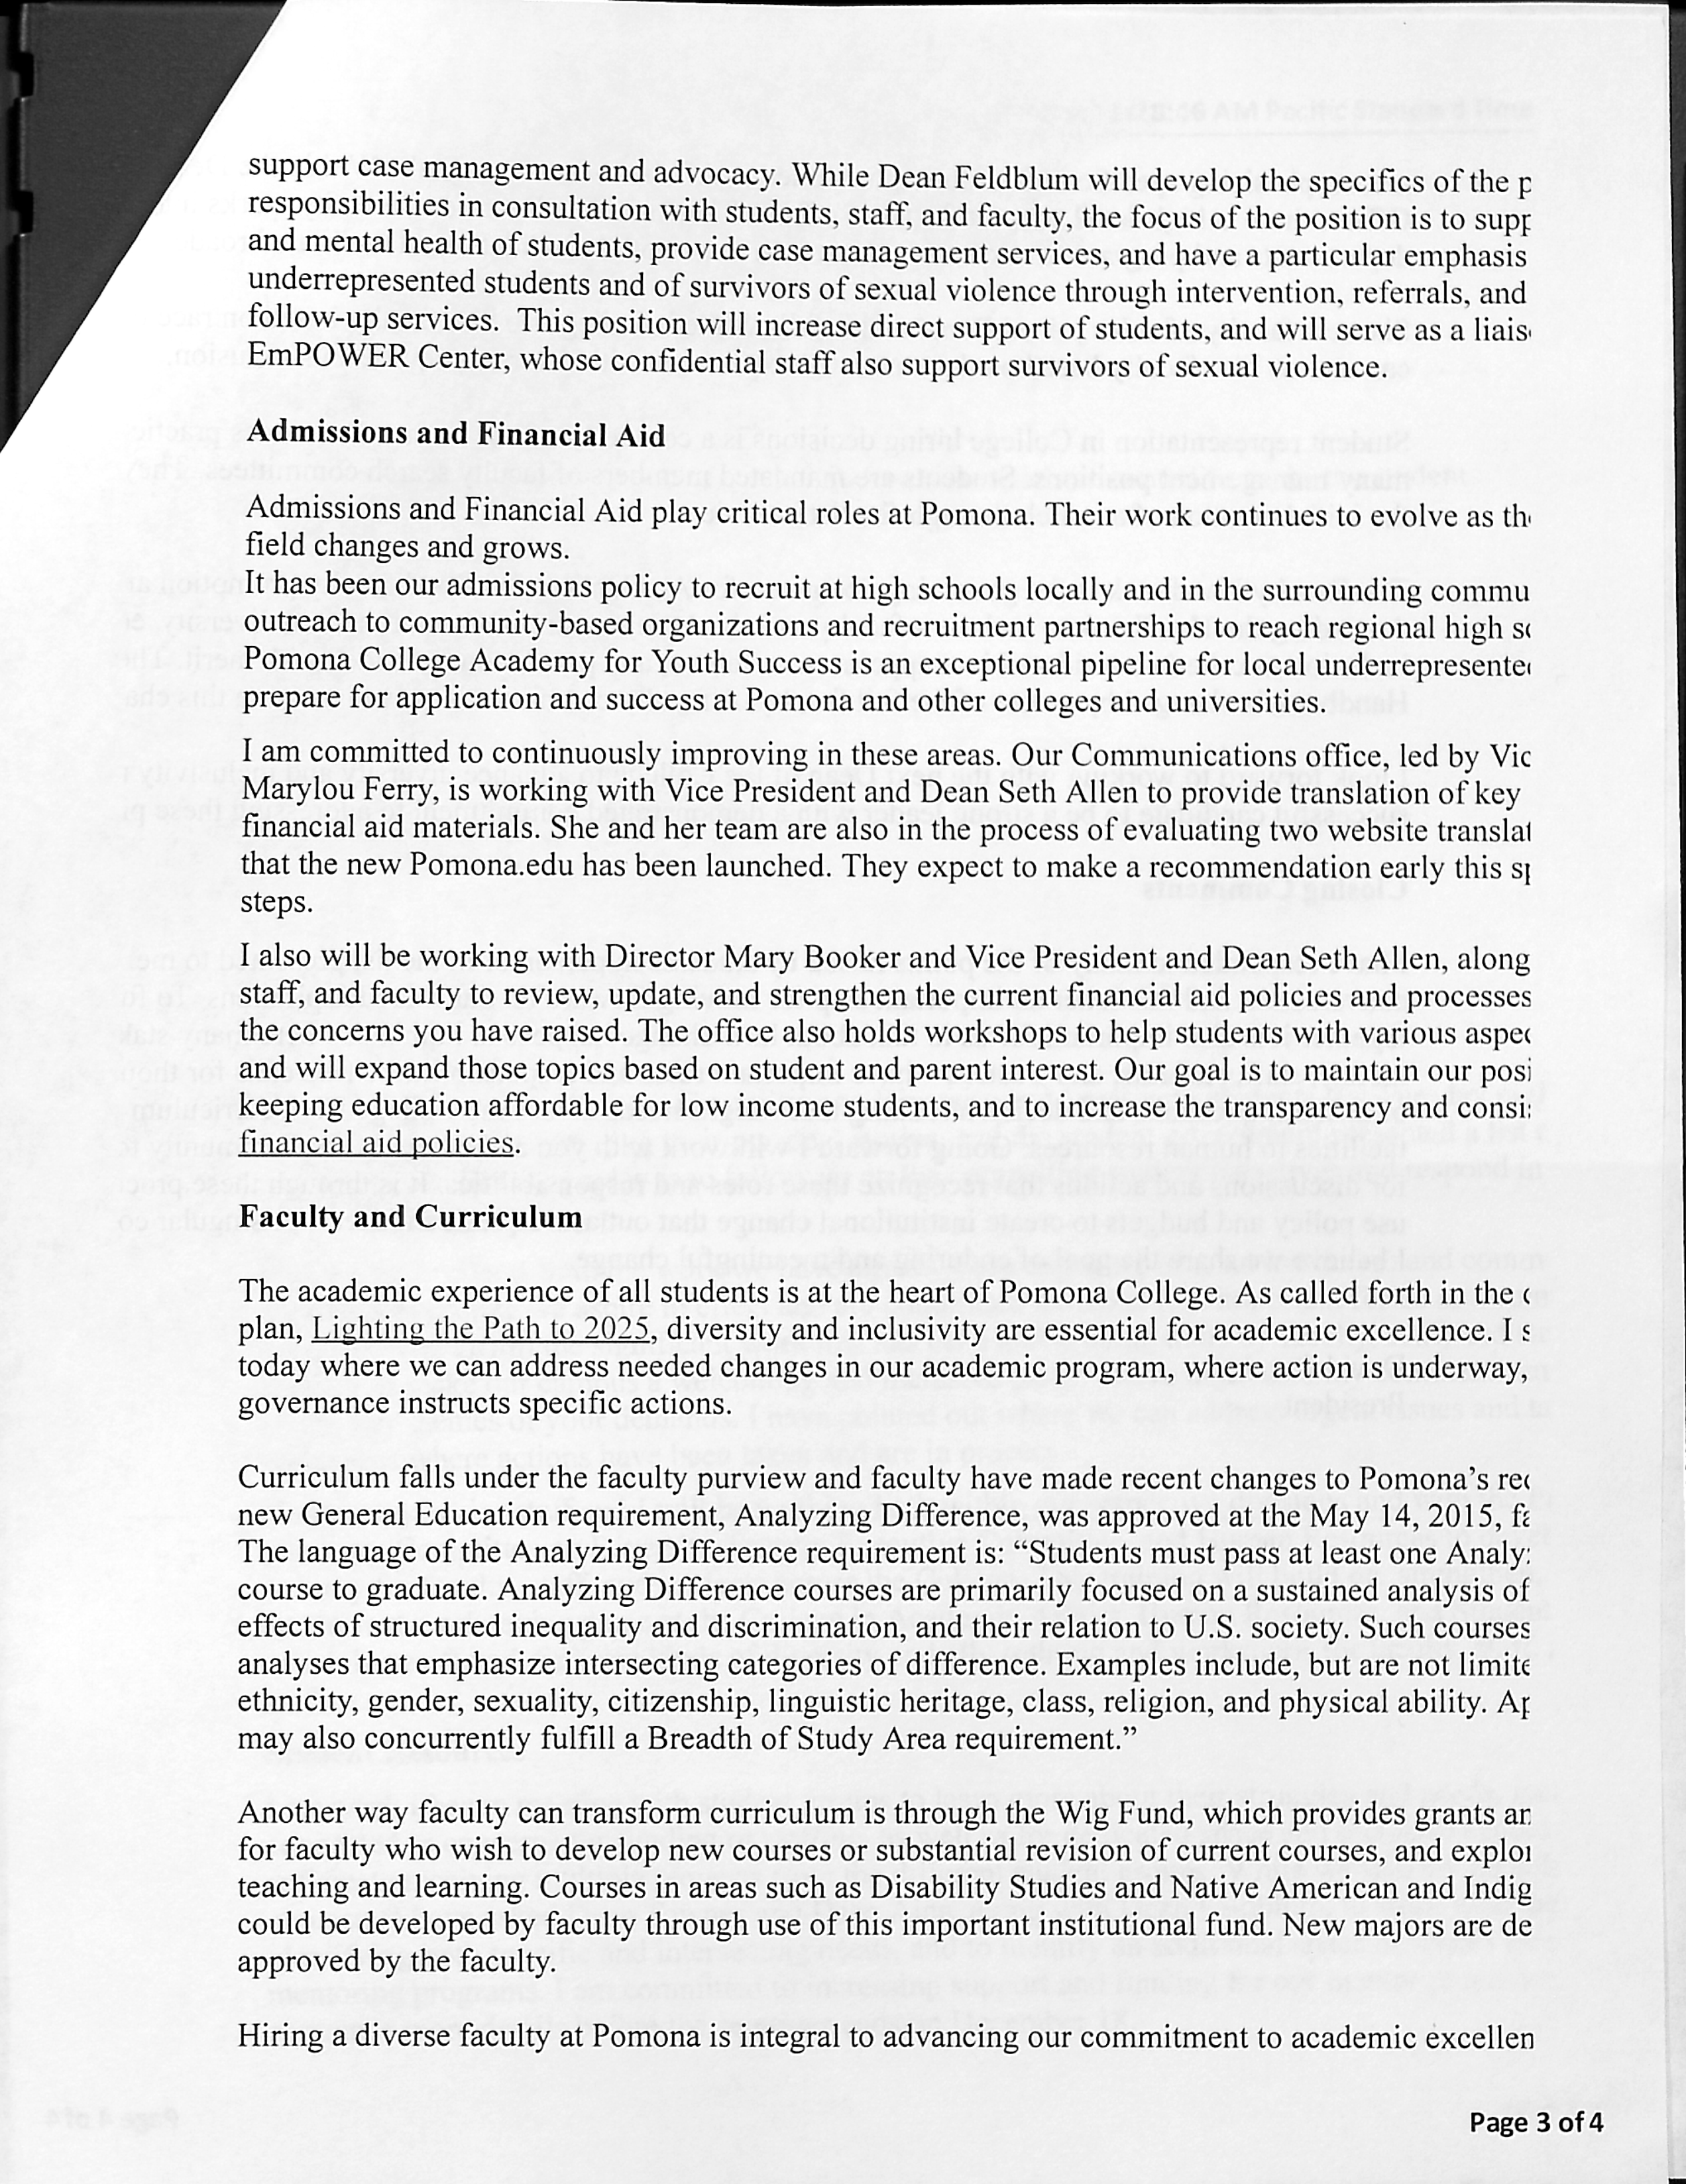 support case management and advocacy. While Dean Feldblum will develop the specifics of the p
responsibilities in consultation with students, staff, and faculty, the focus of the position is to supp
and mental health of students, provide case management services, and have a particular emphasis
underrepresented students and of survivors of sexual violence through intervention, referrals, and
follow-up services.  This position will increase direct support of students, and will serve as a liais
EmPOWER Center, whose confidential staff also support survivors of sexual violence.
Admissions and Financial Aid
Admissions and Financial Aid play critical roles at Pomona. Their work continues to evolve as th
field changes and grows.
It has been our admissions policy to recruit at high schools locally and in the surrounding commu
outreach to community-based organizations and recruitment partnerships to reach regional high s
Pomona College Academy for Youth Success is an exceptional pipeline for local underrepresente
prepare for application and success at Pomona and other colleges and universities.
I am committed to continuously improving in these areas. Our Communications office, led by Vic
Marylou Ferry, is working with Vice President and Dean Seth Allen to provide translation of key
financial aid materials. She and her team are also in the process of evaluating two website translat
that the new Pomona.edu has been launched. They expect to make a recommendation early this sp
steps.
I also will be working with Director Mary Booker and Vice President and Dean Seth Allen, along
staff, and faculty to review, update, and strengthen the current financial aid policies and processes
the concerns you have raised. The office also holds workshops to help students with various aspec
and will expand those topics based on student and parent interest. Our goal is to maintain our posi
keeping education affordable for low income students, and to increase the transparency and consi
financial aid policies.
Faculty and Curriculum
The academic experience of all students is at the heart of Pomona College. As called forth in the
plan, Lighting the Path to 2025, diversity and inclusivity are essential for academic excellence. I s
today where we can address needed changes in our academic program, where action is underway,
governance instructs specific actions.
Curriculum falls under the faculty purview and faculty have made recent changes to Pomona’s re
new General Education requirement, Analyzing Difference, was approved at the May 14, 2015, fa
The language of the Analyzing Difference requirement is: “Students must pass at least one Analy
course to graduate. Analyzing Difference courses are primarily focused on a sustained analysis of
effects of structured inequality and discrimination, and their relation to U.S. society. Such courses
analyses that emphasize intersecting categories of difference. Examples include, but are not limite
ethnicity, gender, sexuality, citizenship, linguistic heritage, class, religion, and physical ability. Ap
may also concurrently fulfill a Breadth of Study Area requirement.”
Another way faculty can transform curriculum is through the Wig Fund, which provides grants an
for faculty who wish to develop new courses or substantial revision of current courses, and explor
teaching and learning. Courses in areas such as Disability Studies and Native American and Indig
could be developed by faculty through use of this important institutional fund. New majors are de
approved by the faculty.
Hiring a diverse faculty at Pomona is integral to advancing our commitment to academic excellen
Page 3 of 4